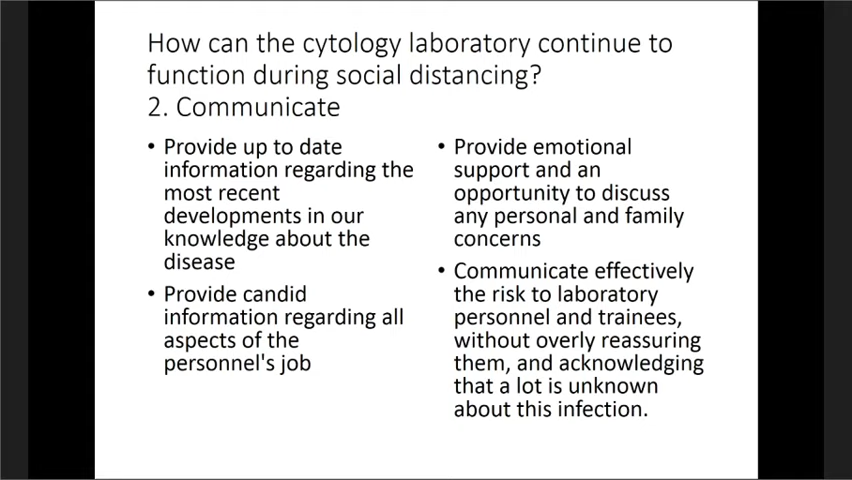 How can the cytology laboratory continue to
function during social distancing?
2. Communicate
• Provide up to date
information regarding the
most recent
developments in our
knowledge about the
disease
• Provide candid
information regarding all
aspects of the
personnel's job
• Provide emotional
support and an
opportunity to discuss
any personal and family
concerns
• Communicate effectively
the risk to laboratory
personnel and trainees,
without overly reassuring
them, and acknowledging
that a lot is unknown
about this infection.